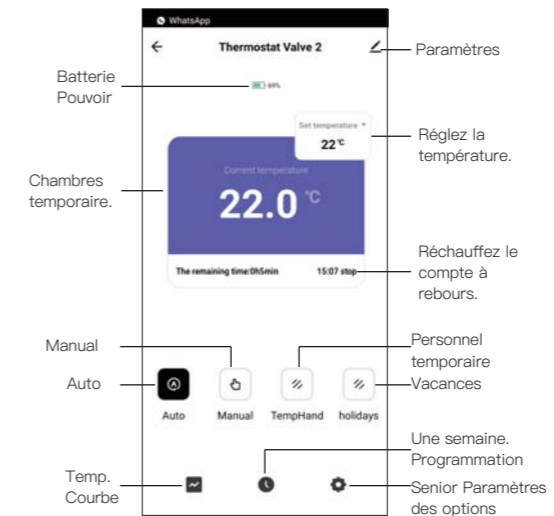 WhatsApp
Thermostat Valve 2
Paramètres
Batterie
Pouvoir
69%
Set temperature
22℃
Réglez la
température.
Current temperature
22.0 ℃
Chambres
temporaire.
The remaining time:0h5min 15:07 stop
Réchauffez le
compte à
rebours.
Manual
Auto
Personnel
temporaire
Vacances
Auto Manual TempHand holidays
Une semaine.
Programmation
Temp.
Courbe
Senior Paramètres
des options